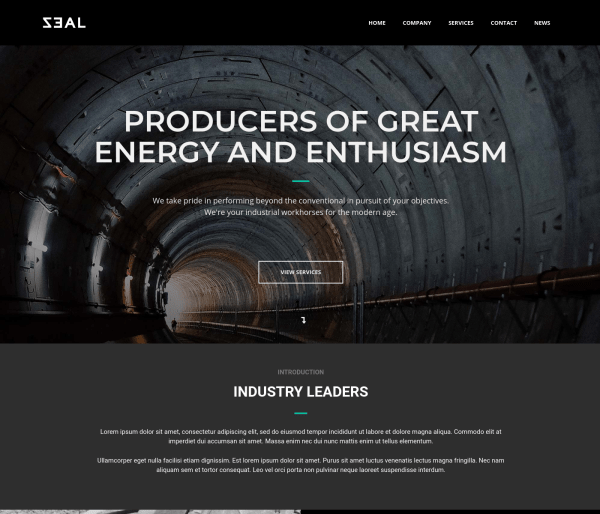 ZEAL
HOME COMPANY SERVICES CONTACT NEWS
PRODUCERS OF GREAT
ENERGY AND ENTHUSIASM
We take pride in performing beyond the conventional in pursuit of your objectives.
We're your industrial workhorses for the modern age.
VIEW SERVICES
INTRODUCTION
INDUSTRY LEADERS
Lorem ipsum dolor sit amet, consectetur adipiscing elit, sed do eiusmod tempor incididunt ut labore et dolore magna aliqua. Commodo elit at
imperdiet dui accumsan sit amet. Massa enim nec dui nunc mattis enim ut tellus elementum.
Ullamcorper eget nulla facilisi etiam dignissim. Est lorem ipsum dolor sit amet. Purus sit amet luctus venenatis lectus magna fringilla. Nec nam
aliquam sem et tortor consequat. Leo vel orci porta non pulvinar neque laoreet suspendisse interdum.